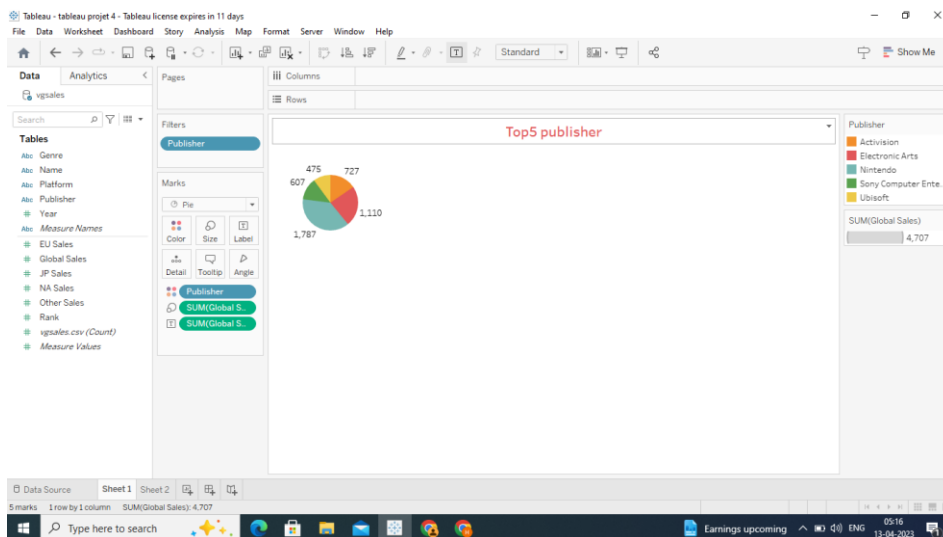 Tableau - tableau projet 4 - Tableau license expires in 11 days
File Data Worksheet Dashboard Story Analysis Map Format Server Window Help
Standard
Show Me
Data Analytics
vgsales
Search
Tables
Abc Genre
Abc Name
Abc Platform
Abc Publisher
# Year
Abc Measure Names
# EU Sales
# Global Sales
# JP Sales
# NA Sales
# Other Sales
# Rank
# vgsales.csv (Count)
# Measure Values
Pages
Filters
Publisher
Marks
Pie
Color Size Label
Detail Tooltip Angle
Publisher
SUM(Global S..
SUM(Global S..
Columns
Rows
Top5 publisher
475 727
607
1,110
1,787
Publisher
Activision
Electronic Arts
Nintendo
Sony Computer Ente..
Ubisoft
SUM(Global Sales)
4,707
Data Source Sheet 1 Sheet 2
5 marks 1 row by 1 column SUM(Global Sales): 4,707
Type here to search
Earnings upcoming ENG 05:16
13-04-2023